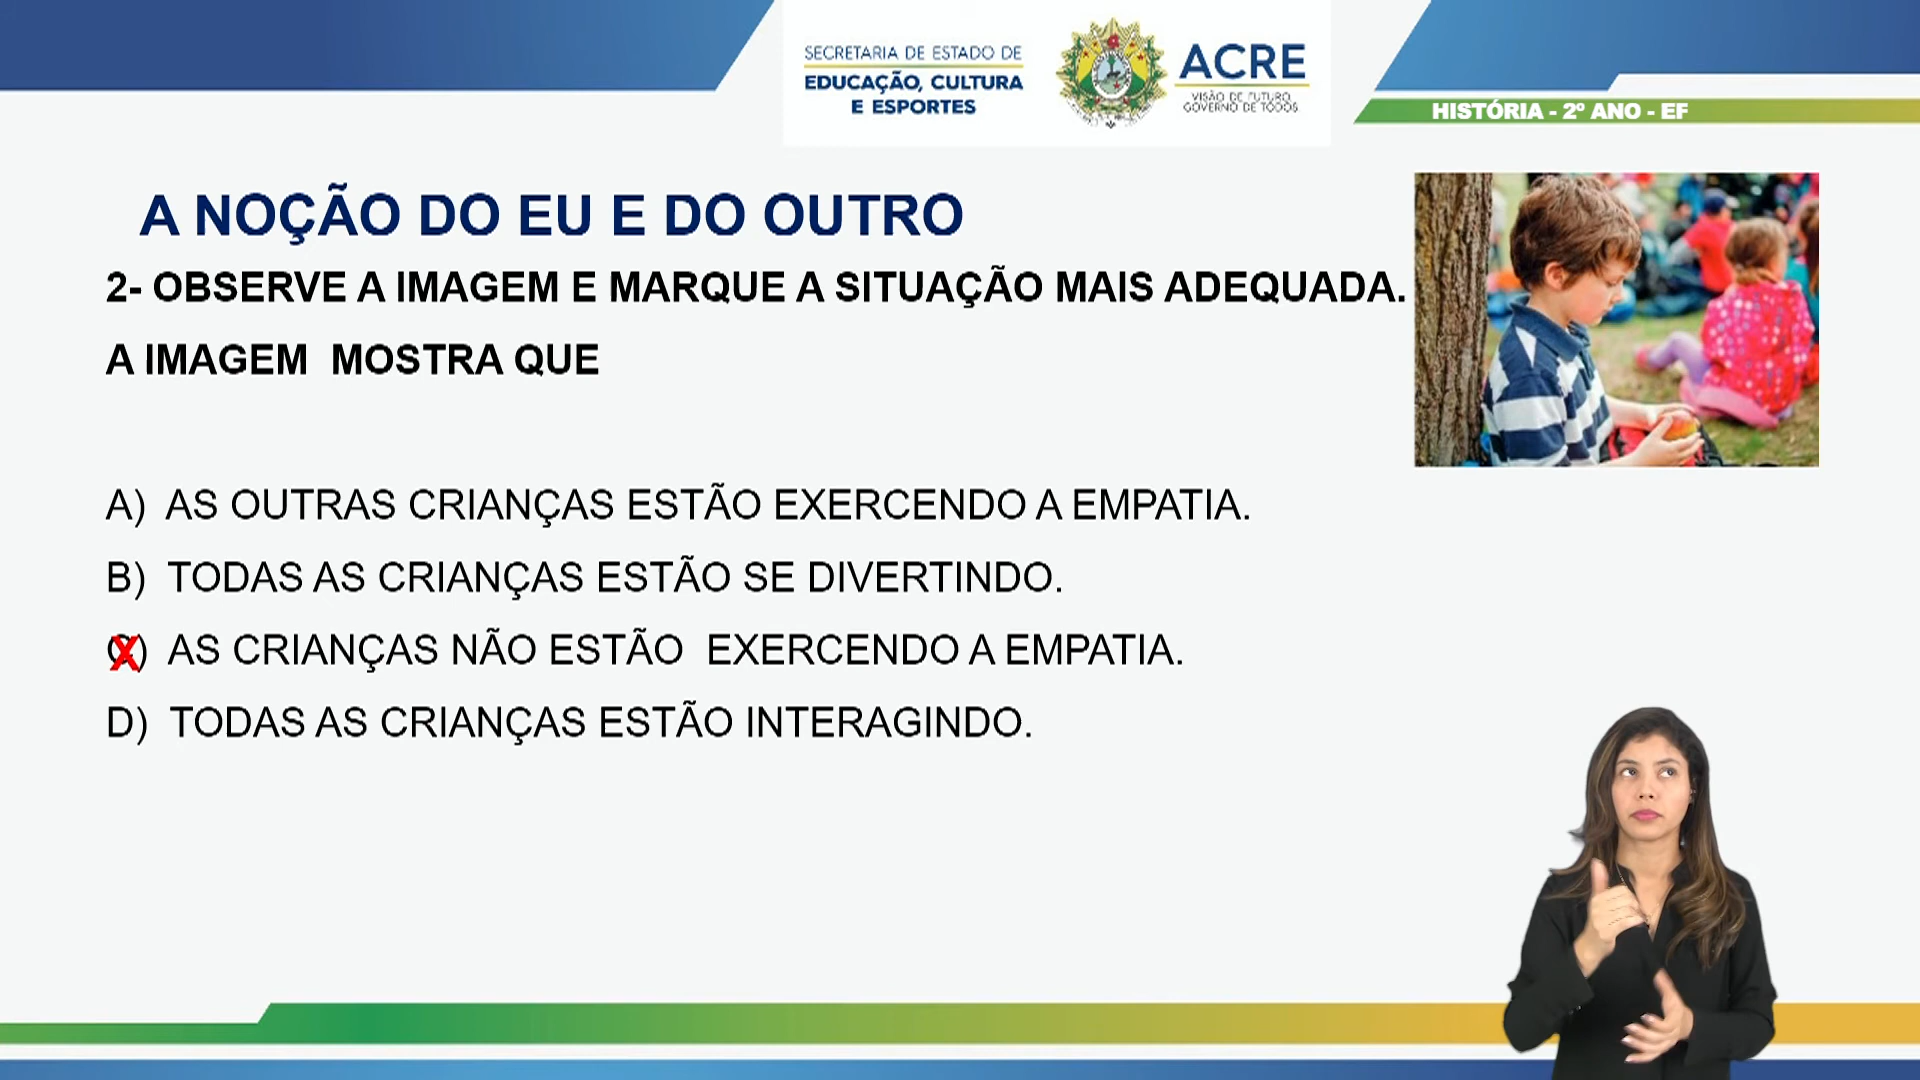 SECRETARIA DE ESTADO DE
EDUCAÇÃO, CULTURA
E ESPORTES
ACRE
VISÃO DE FUTURO,
GOVERNO DE TODOS
HISTÓRIA - 2º ANO - EF
A NOÇÃO DO EU E DO OUTRO
2- OBSERVE A IMAGEM E MARQUE A SITUAÇÃO MAIS ADEQUADA.
A IMAGEM MOSTRA QUE
A) AS OUTRAS CRIANÇAS ESTÃO EXERCENDO A EMPATIA.
B) TODAS AS CRIANÇAS ESTÃO SE DIVERTINDO.
C) AS CRIANÇAS NÃO ESTÃO EXERCENDO A EMPATIA.
D) TODAS AS CRIANÇAS ESTÃO INTERAGINDO.